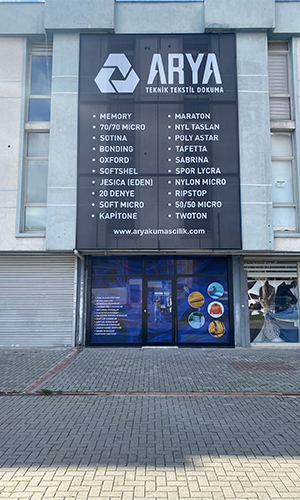 ARYA
TEKNİK TEKSTİL DOKUMA
• MEMORY
• 70/70 MICRO
• SOTINA
• BONDING
• OXFORD
• SOFTSHEL
• JESICA (EDEN)
• 20 DENYE
• SOFT MICRO
• KAPİTONE
• MARATON
• NYL TASLAN
• POLY ASTAR
• TAFETTA
• SABRINA
• SPOR LYCRA
• NYLON MICRO
• RIPSTOP
• 50/50 MICRO
• TWOTON
www.aryakumascilik.com